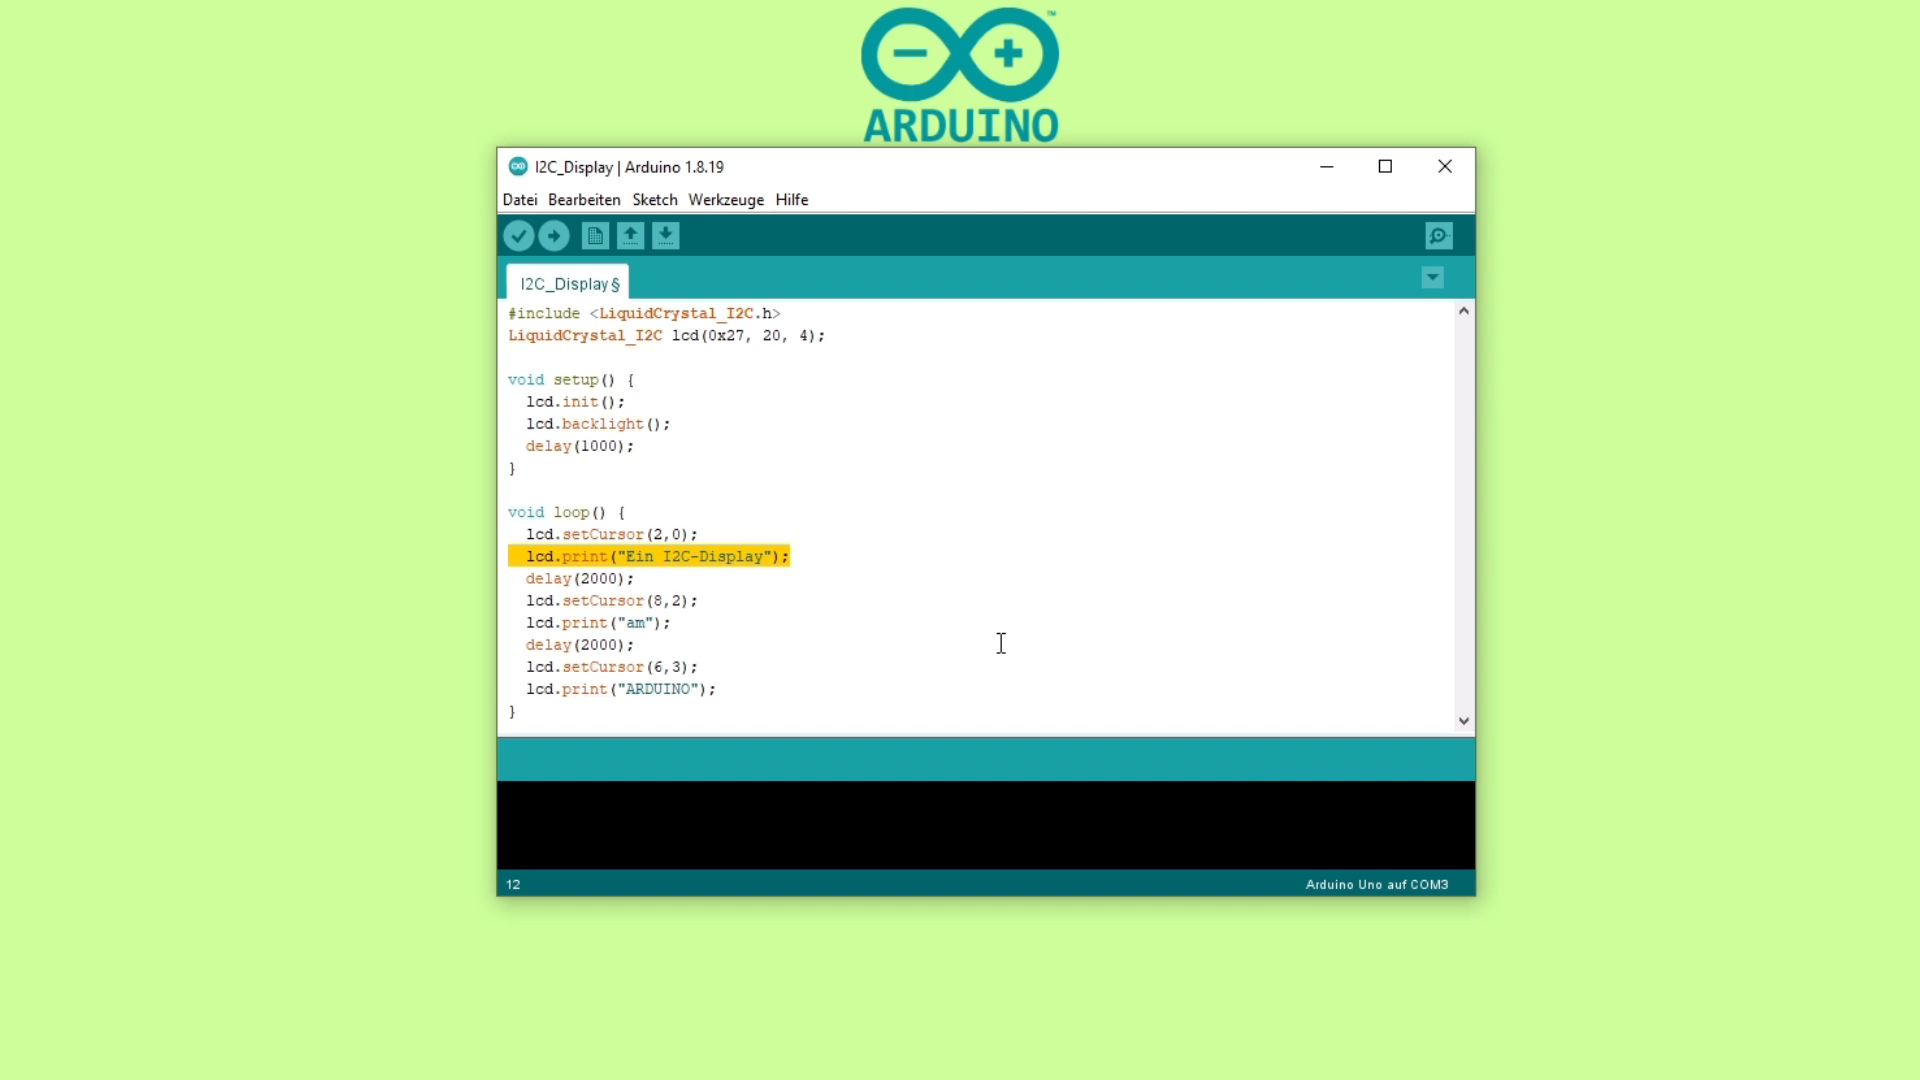 ARDUINO™
I2C_Display | Arduino 1.8.19
Datei Bearbeiten Sketch Werkzeuge Hilfe
I2C_Display§
#include <LiquidCrystal_I2C.h>
LiquidCrystal_I2C lcd(0x27, 20, 4);
void setup() {
  lcd.init();
  lcd.backlight();
  delay(1000);
}
void loop() {
  lcd.setCursor(2,0);
  lcd.print("Ein I2C-Display");
  delay(2000);
  lcd.setCursor(8,2);
  lcd.print("am");
  delay(2000);
  lcd.setCursor(6,3);
  lcd.print("ARDUINO");
}
12
Arduino Uno auf COM3